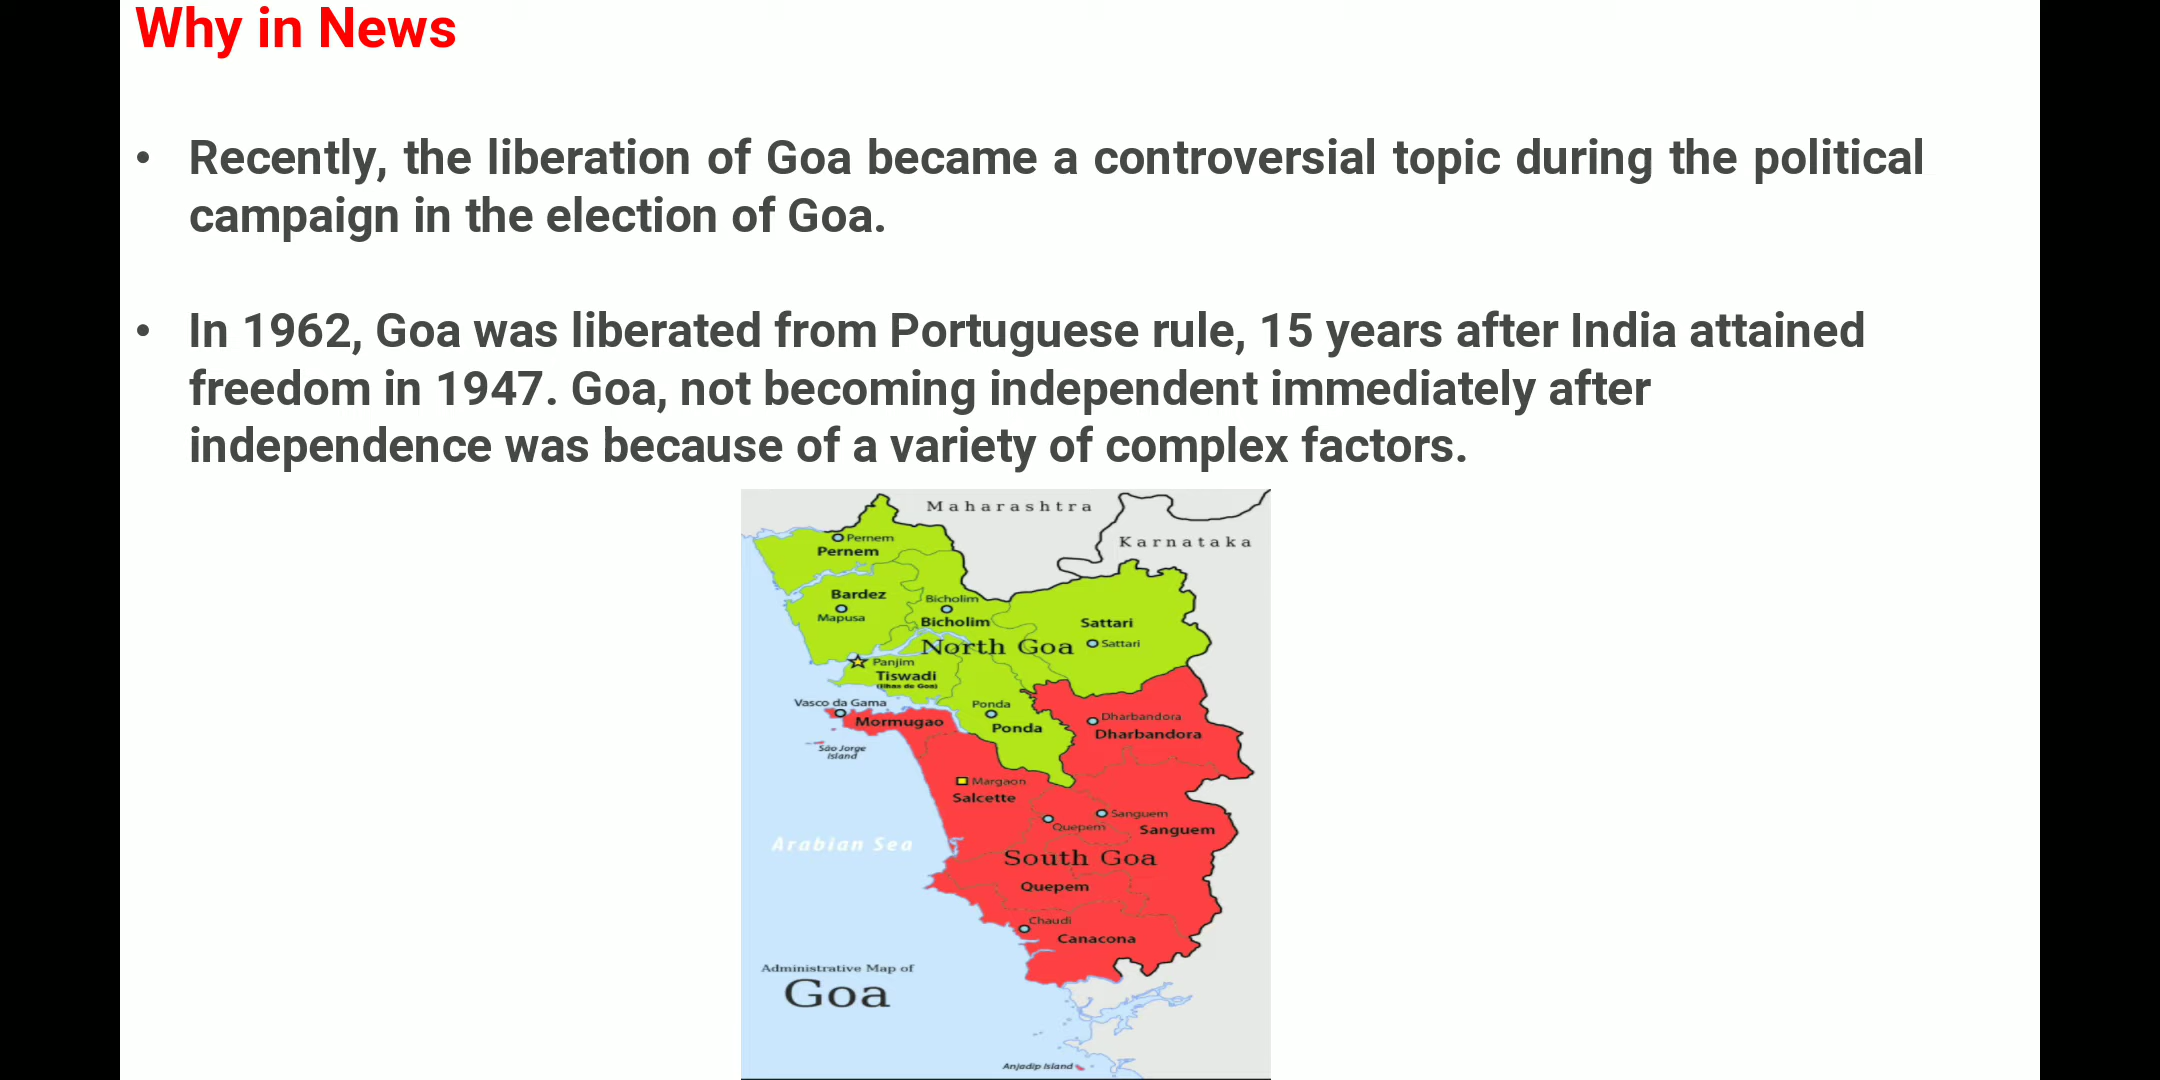 Why in News
• Recently, the liberation of Goa became a controversial topic during the political
campaign in the election of Goa.
• In 1962, Goa was liberated from Portuguese rule, 15 years after India attained
freedom in 1947. Goa, not becoming independent immediately after
independence was because of a variety of complex factors.
Maharashtra
Karnataka
Pernem
Pernem
Bardez
Mapusa
Bicholim
Bicholim
Sattari
Sattari
North Goa
Panjim
Tiswadi
(Ilhas de Goa)
Vasco da Gama
Mormugao
Ponda
Ponda
Dharbandora
Dharbandora
São Jorge
Island
Margaon
Salcette
Sanguem
Quepem
Sanguem
Arabian Sea
South Goa
Quepem
Chaudi
Canacona
Administrative Map of
Goa
Anjadip Island